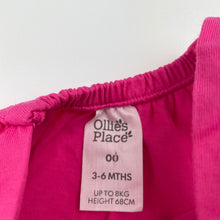 Ollie's
Place
00
3-6 MTHS
UP TO 8KG
HEIGHT 68CM